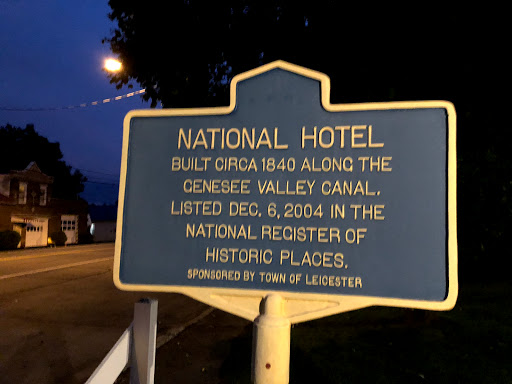 NATIONAL HOTEL
BUILT CIRCA 1840 ALONG THE
GENESEE VALLEY CANAL.
LISTED DEC. 6, 2004 IN THE
NATIONAL REGISTER OF
HISTORIC PLACES.
SPONSORED BY TOWN OF LEICESTER